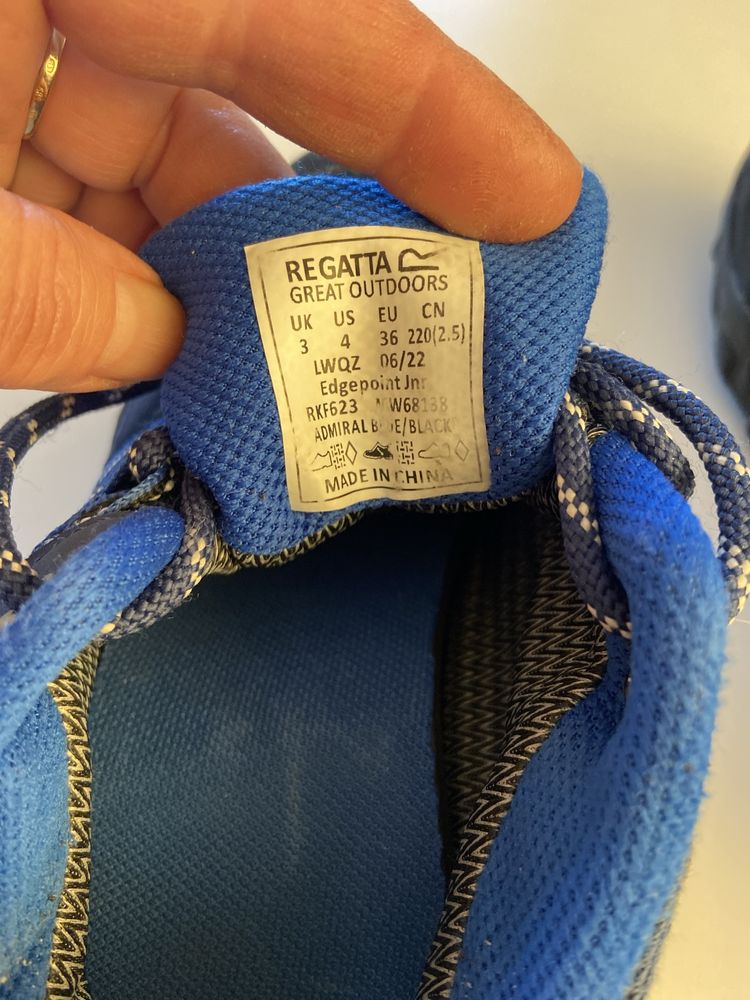 REGATTA
GREAT OUTDOORS
UK US EU CN
3 4 36 220(2.5)
LWQZ 06/22
Edgepoint Jnr
RKF623
ADMIRAL /BLACK
MADE IN CHINA